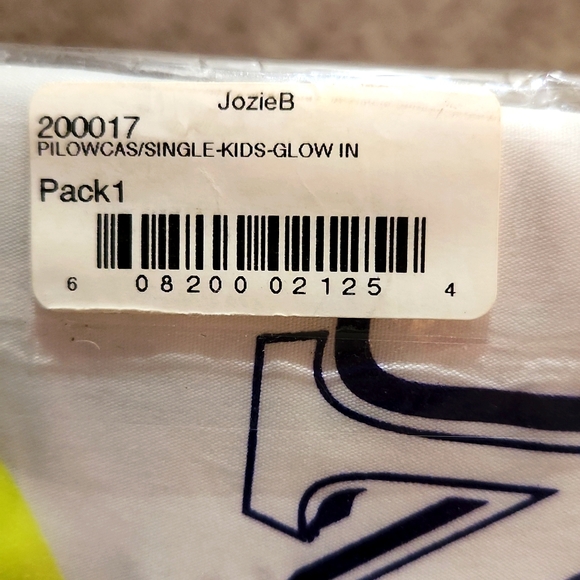 JozieB
200017
PILOWCAS/SINGLE-KIDS-GLOW IN
Pack1
6 08200 02125 4